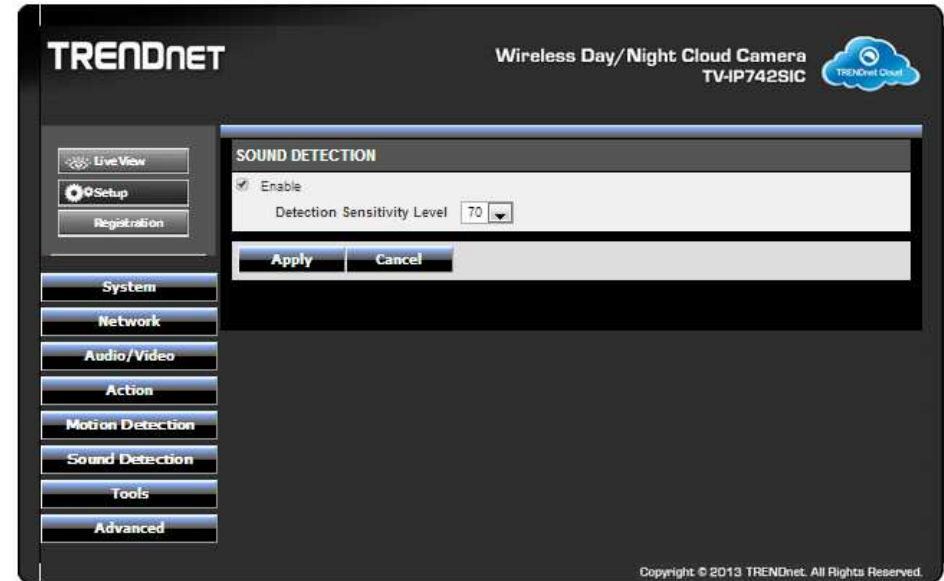 TRENDnet
Wireless Day/Night Cloud Camera
TV-IP742SIC
TRENDnet Cloud
Live View
Setup
Registration
System
Network
Audio/Video
Action
Motion Detection
Sound Detection
Tools
Advanced
SOUND DETECTION
Enable
Detection Sensitivity Level 70
Apply Cancel
Copyright © 2013 TRENDnet. All Rights Reserved.